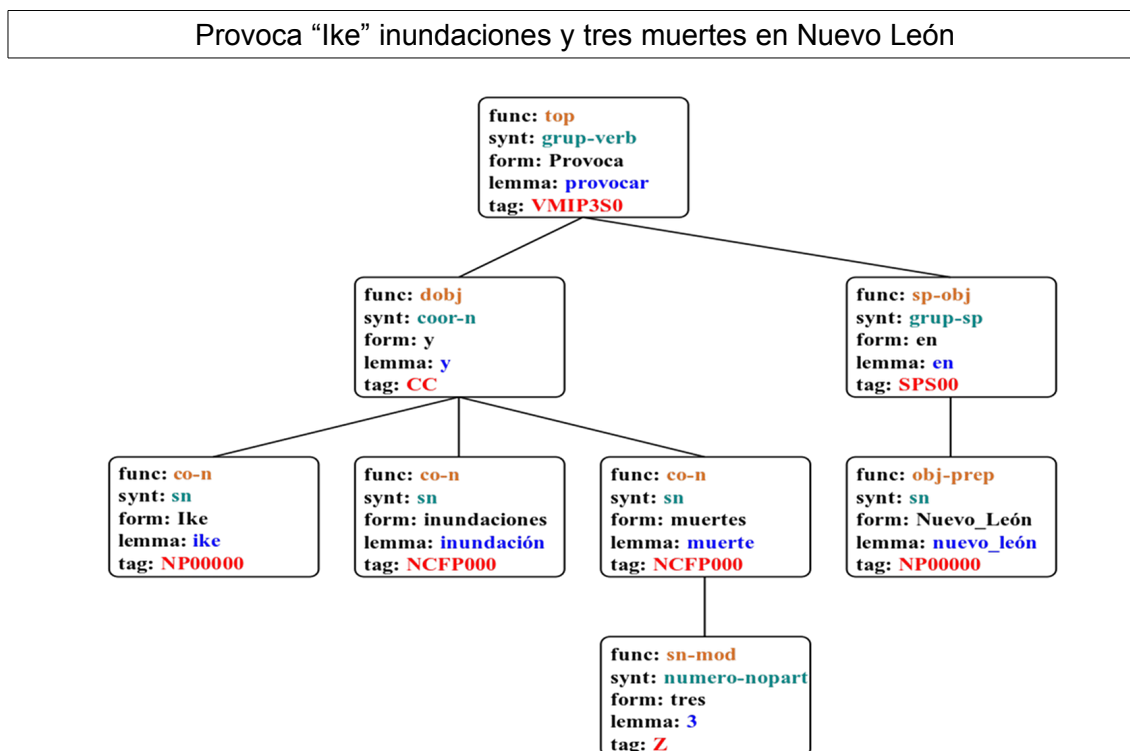 Provoca “Ike” inundaciones y tres muertes en Nuevo León
func: top
synt: grup-verb
form: Provoca
lemma: provocar
tag: VMIP3S0
func: dobj
synt: coor-n
form: y
lemma: y
tag: CC
func: sp-obj
synt: grup-sp
form: en
lemma: en
tag: SPS00
func: co-n
synt: sn
form: Ike
lemma: ike
tag: NP00000
func: co-n
synt: sn
form: inundaciones
lemma: inundación
tag: NCFP000
func: co-n
synt: sn
form: muertes
lemma: muerte
tag: NCFP000
func: obj-prep
synt: sn
form: Nuevo_León
lemma: nuevo_león
tag: NP00000
func: sn-mod
synt: numero-nopart
form: tres
lemma: 3
tag: Z